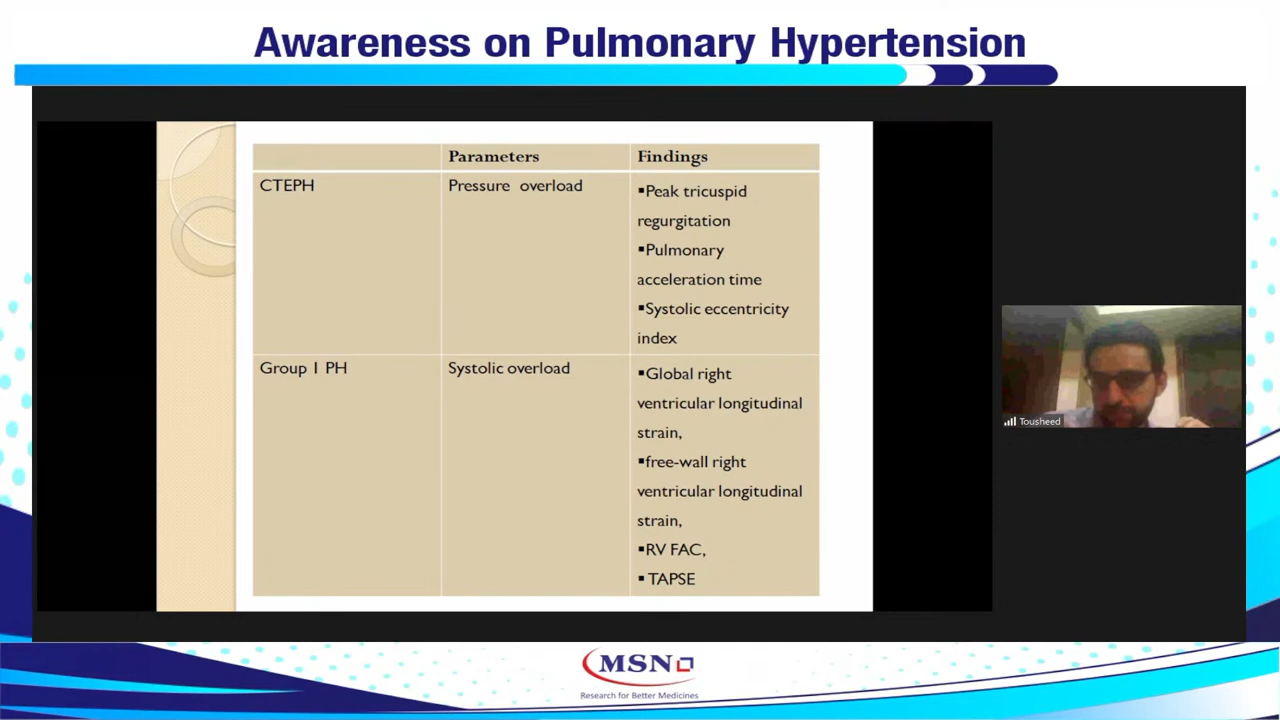 Awareness on Pulmonary Hypertension
Parameters
Findings
CTEPH
Pressure overload
▪Peak tricuspid
regurgitation
▪Pulmonary
acceleration time
▪Systolic eccentricity
index
Group 1 PH
Systolic overload
▪Global right
ventricular longitudinal
strain,
▪free-wall right
ventricular longitudinal
strain,
▪RV FAC,
▪ TAPSE
Tousheed
MSN
Research for Better Medicines